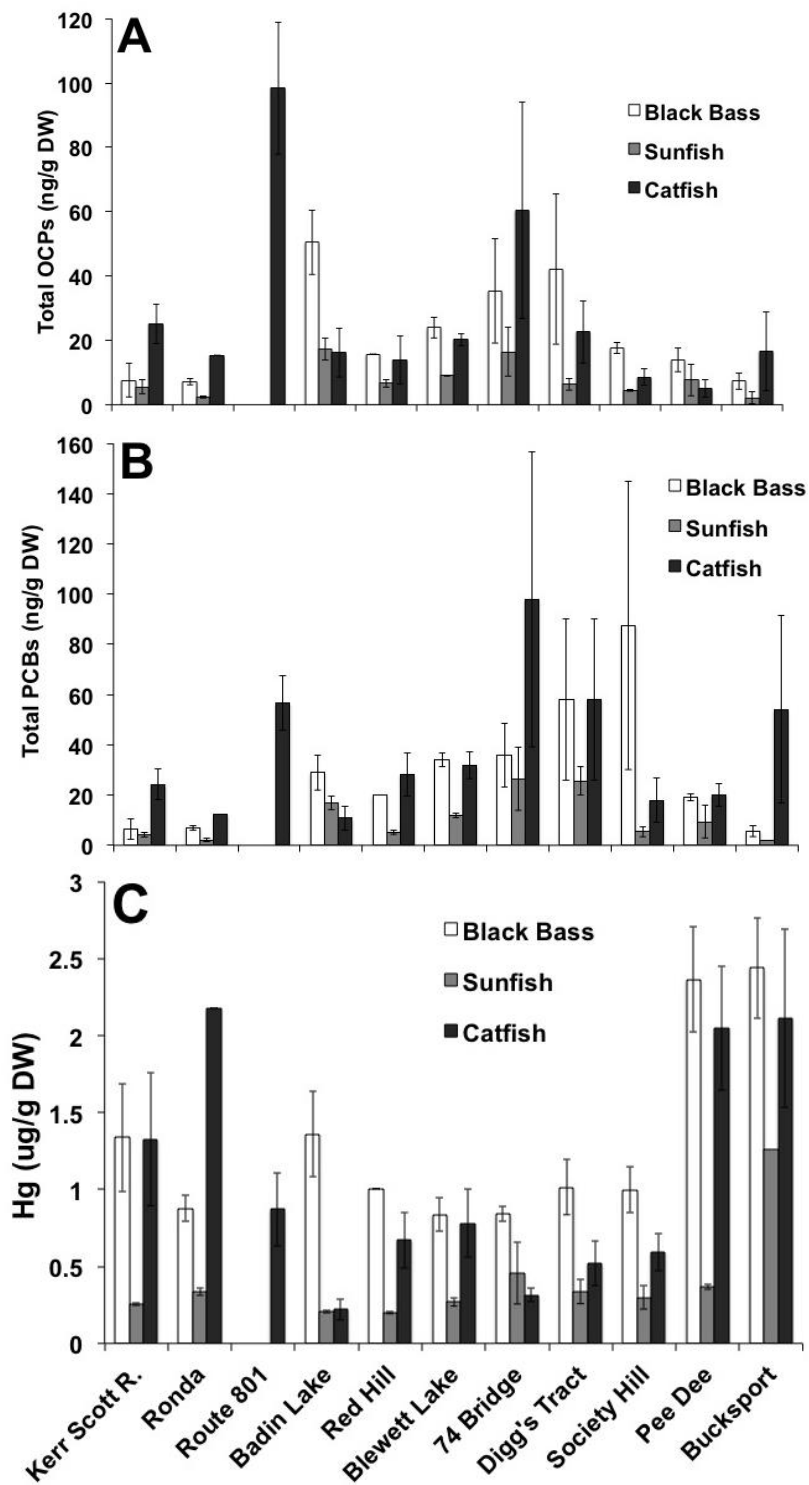 A
Total OCPs (ng/g DW)
120
100
80
60
40
20
0
Black Bass
Sunfish
Catfish
B
Total PCBs (ng/g DW)
160
140
120
100
80
60
40
20
0
Black Bass
Sunfish
Catfish
C
Hg (ug/g DW)
3
2.5
2
1.5
1
0.5
0
Black Bass
Sunfish
Catfish
Kerr Scott R.
Ronda
Route 801
Badin Lake
Red Hill
Blewett Lake
74 Bridge
Digg's Tract
Society Hill
Pee Dee
Bucksport